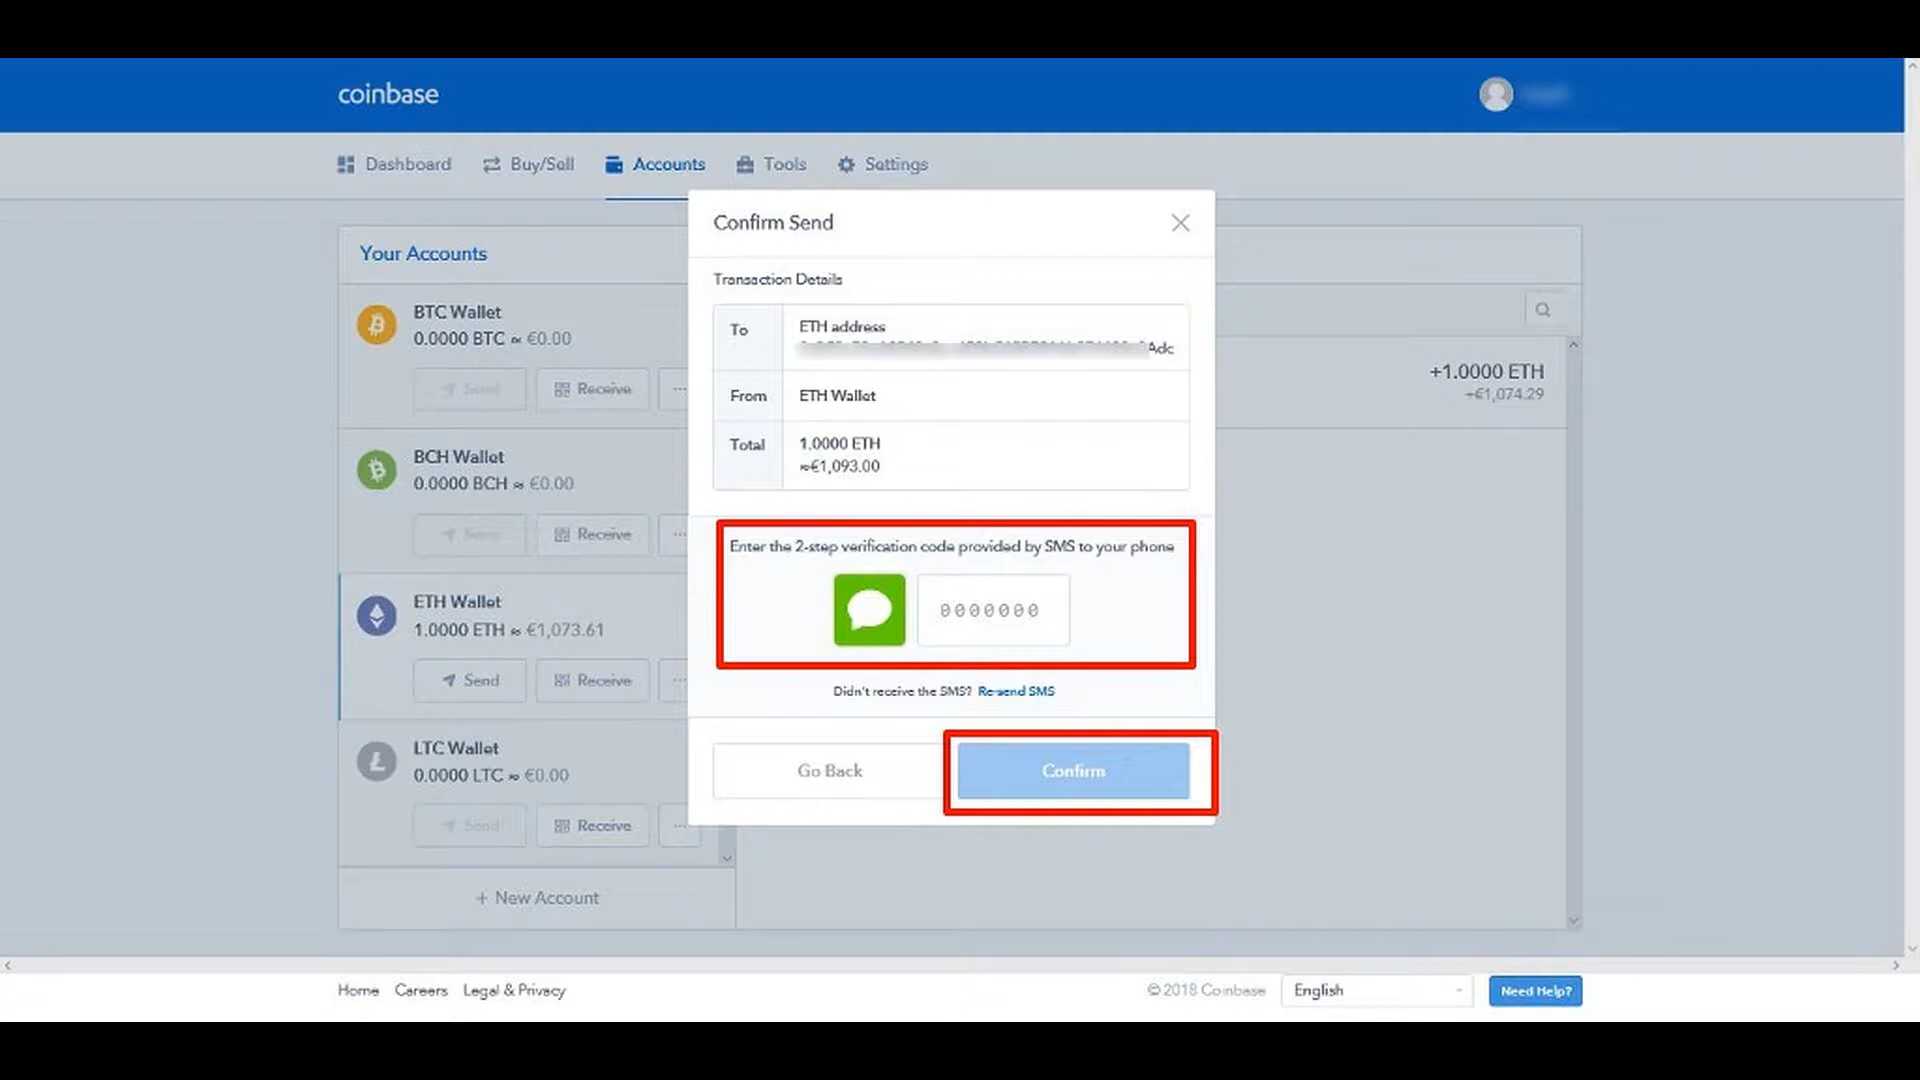 coinbase
Dashboard
Buy/Sell
Accounts
Tools
Settings
Your Accounts
BTC Wallet
0.0000 BTC ≈ €0.00
Send
Receive
...
BCH Wallet
0.0000 BCH ≈ €0.00
Send
Receive
...
ETH Wallet
1.0000 ETH ≈ €1,073.61
Send
Receive
...
LTC Wallet
0.0000 LTC ≈ €0.00
Send
Receive
...
+ New Account
+1.0000 ETH
+€1,074.29
Confirm Send
Transaction Details
To
ETH address
Adc
From
ETH Wallet
Total
1.0000 ETH
≈€1,093.00
Enter the 2-step verification code provided by SMS to your phone
0000000
Didn't receive the SMS? Re-send SMS
Go Back
Confirm
Home
Careers
Legal & Privacy
© 2018 Coinbase
English
Need Help?